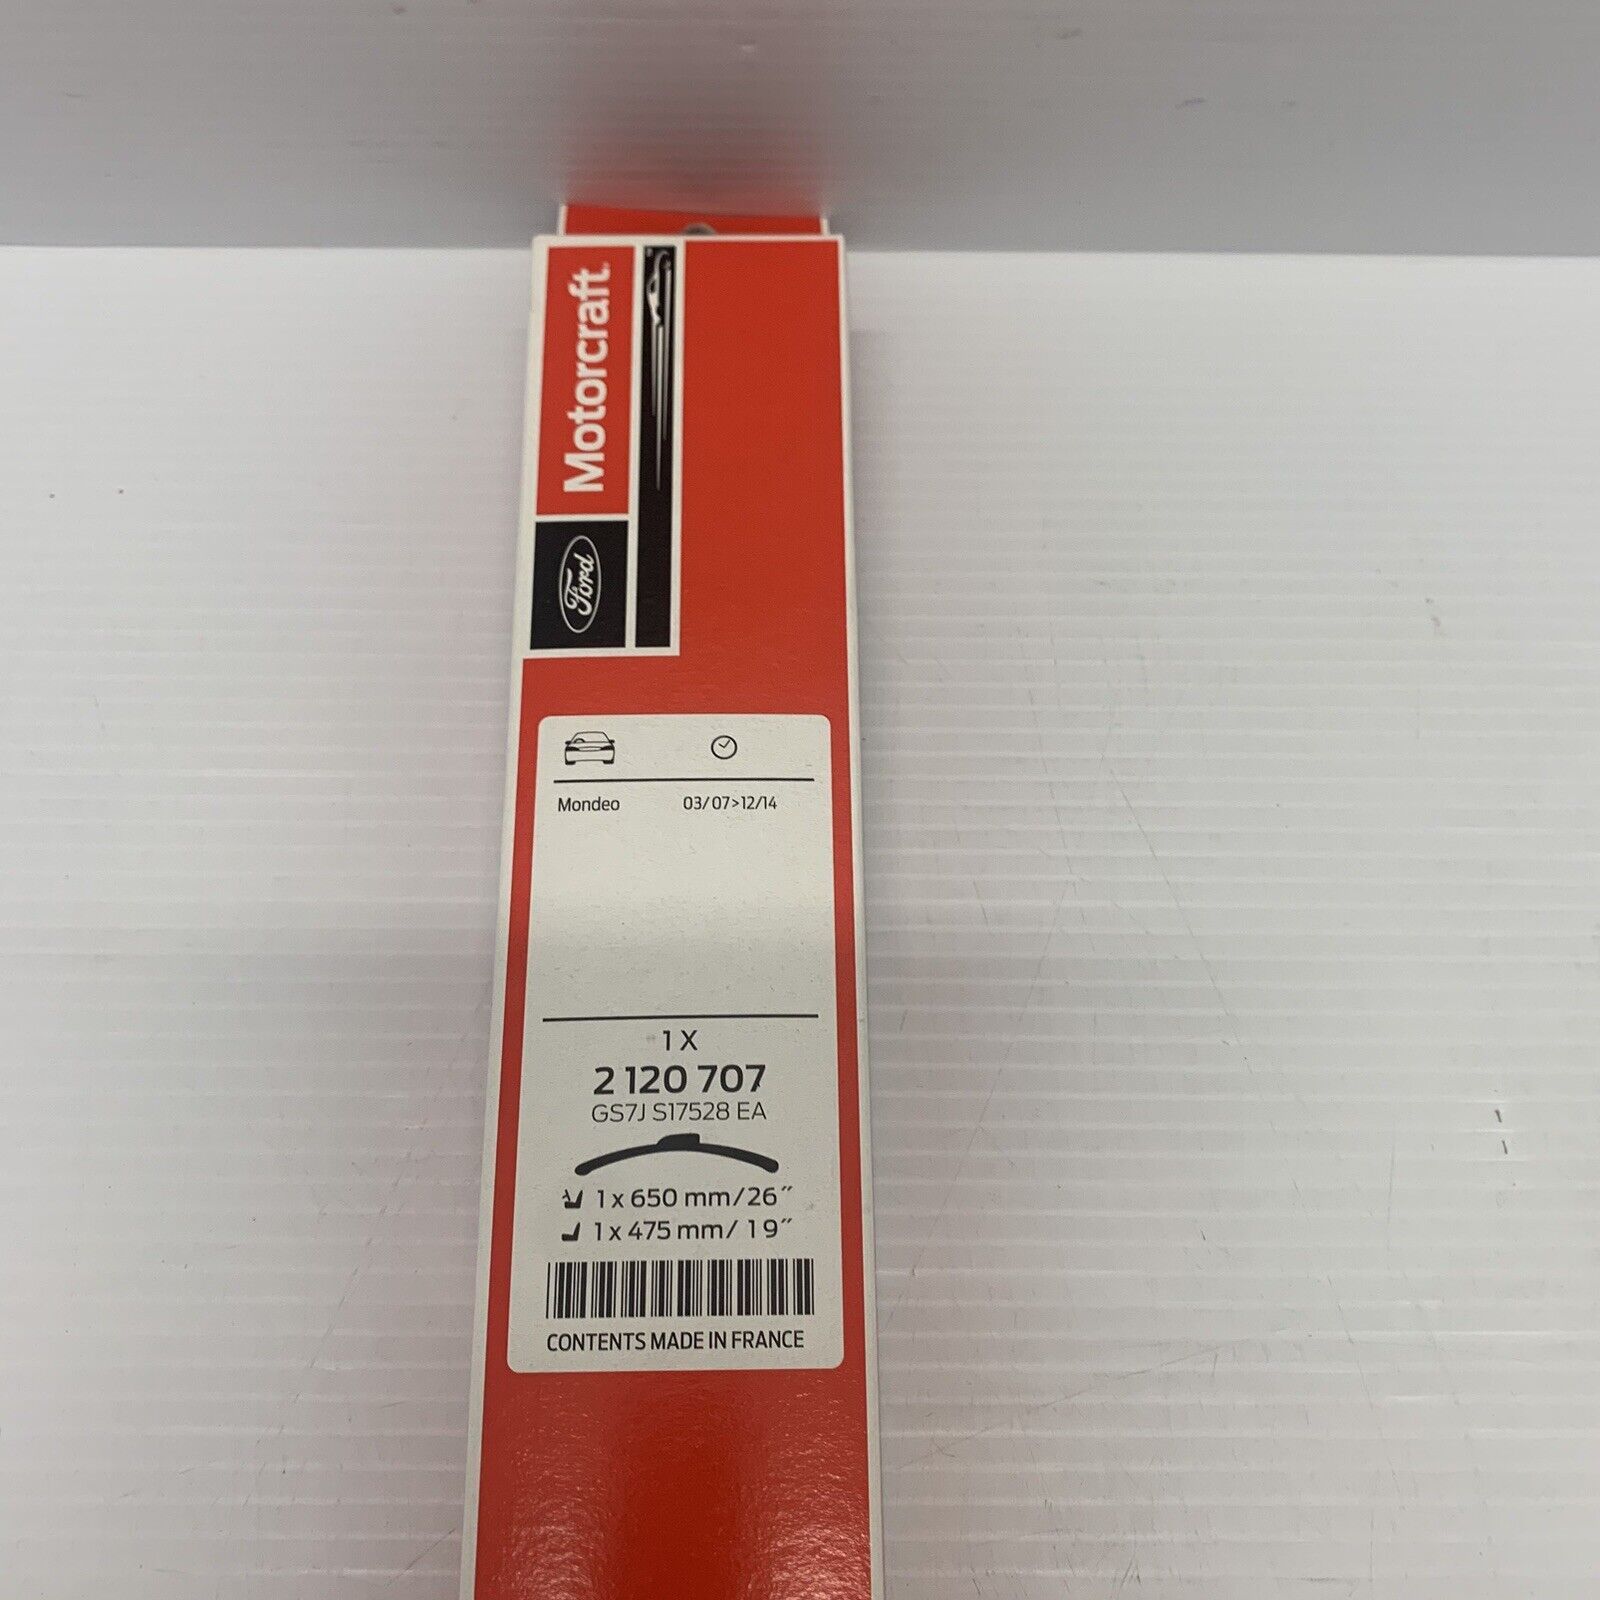 Motorcraft
Ford
Mondeo 03/07>12/14
1 X
2 120 707
GS7J S17528 EA
1 x 650 mm/26″
1 x 475 mm/ 19″
CONTENTS MADE IN FRANCE